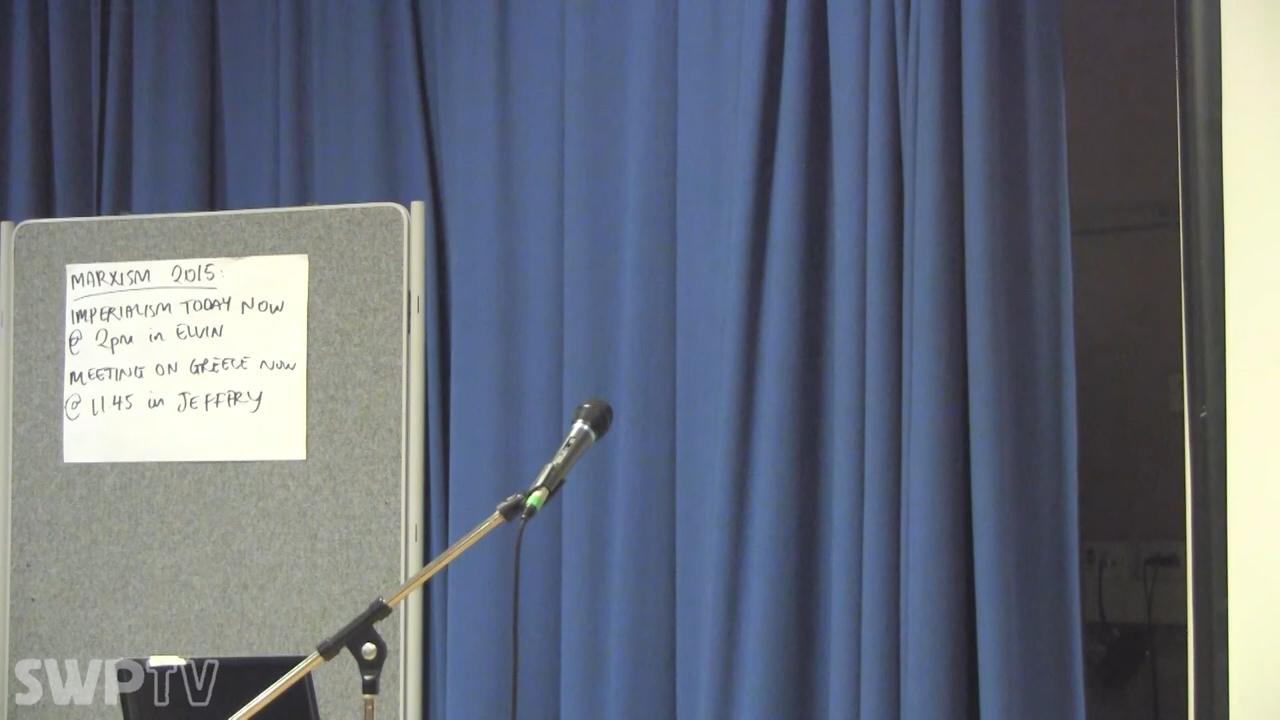 MARXISM 2015:
IMPERIALISM TODAY NOW
@ 2pm in ELVIN
MEETING ON GREECE NOW
@ 11.45 in JEFFERY
SWPTV